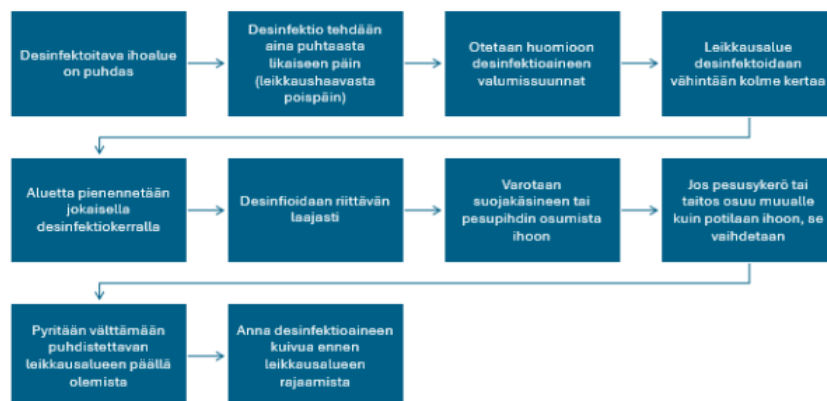 Desinfektoitava ihoalue
on puhdas
Desinfektio tehdään
aina puhtaasta
likaiseen päin
(leikkaushaavasta
poispäin)
Otetaan huomioon
desinfektioaineen
valumissuunnat
Leikkausalue
desinfektoidaan
vähintään kolme kertaa
Aluetta pienennetään
jokaisella
desinfektiokerralla
Desinfioidaan riittävän
laajasti
Varotaan
suojakäsineen tai
pesupihdin osumista
ihoon
Jos pesusykerö tai
taitos osuu muualle
kuin potilaan ihoon, se
vaihdetaan
Pyritään välttämään
puhdistettavan
leikkausalueen päällä
olemista
Anna desinfektioaineen
kuivua ennen
leikkausalueen
rajaamista